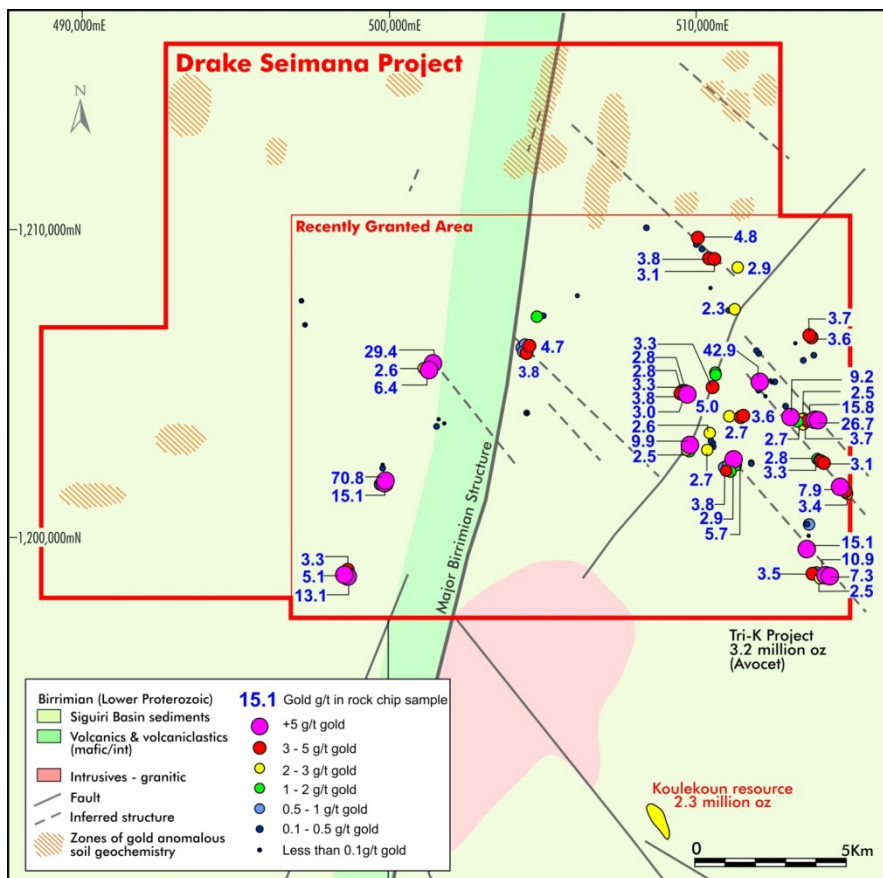 490,000mE
500,000mE
510,000mE
Drake Seimana Project
N
1,210,000mN
Recently Granted Area
4.8
3.8
3.1
2.9
2.3
3.7
3.6
29.4
2.6
6.4
4.7
3.8
3.3
2.8
2.8
3.3
3.8
3.0
42.9
5.0
9.2
2.5
15.8
26.7
3.7
3.6
2.7
2.7
2.6
9.9
2.5
2.7
2.8
3.3
3.1
70.8
15.1
3.8
2.9
5.7
7.9
3.4
Major Birrimian Structure
1,200,000mN
15.1
10.9
3.3
5.1
13.1
3.5
7.3
2.5
Tri-K Project
3.2 million oz
(Avocet)
Birrimian (Lower Proterozoic)
Siguiri Basin sediments
Volcanics & volcaniclastics
(mafic/int)
Intrusives - granitic
Fault
Inferred structure
Zones of gold anomalous
soil geochemistry
15.1 Gold g/t in rock chip sample
+5 g/t gold
3 - 5 g/t gold
2 - 3 g/t gold
1 - 2 g/t gold
0.5 - 1 g/t gold
0.1 - 0.5 g/t gold
Less than 0.1g/t gold
Koulekoun resource
2.3 million oz
0
5Km